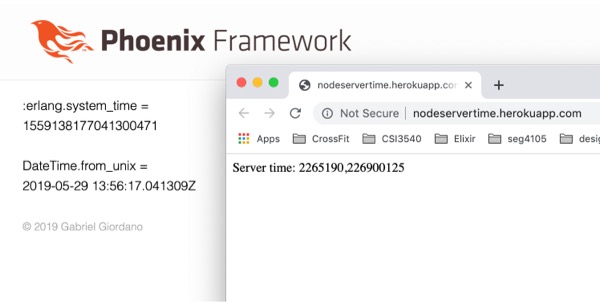 Phoenix Framework
:erlang.system_time =
1559138177041300471
DateTime.from_unix =
2019-05-29 13:56:17.041309Z
© 2019 Gabriel Giordano
nodeservertime.herokuapp.cor
Not Secure | nodeservertime.herokuapp.com
Apps CrossFit CSI3540 Elixir seg4105 desig
Server time: 2265190,226900125